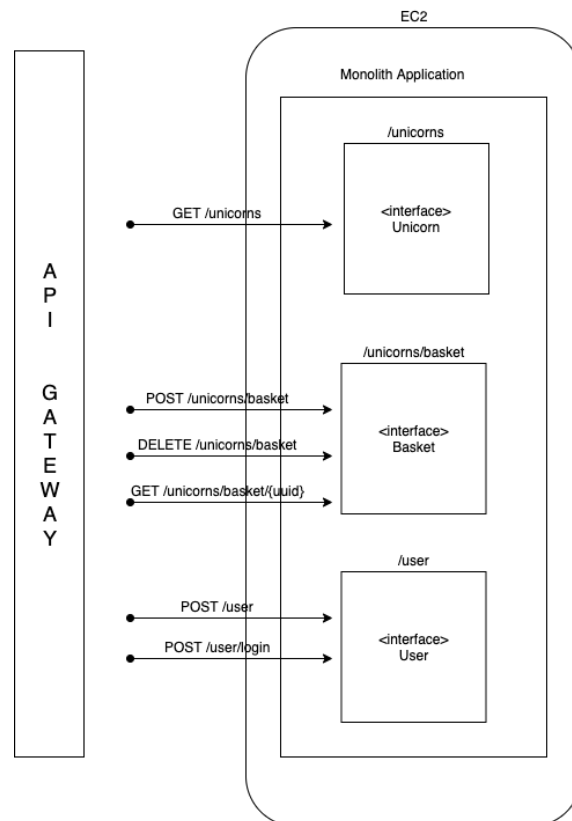 EC2
Monolith Application
/unicorns
GET /unicorns
<interface>
Unicorn
A
P
I
G
A
T
E
W
A
Y
/unicorns/basket
POST /unicorns/basket
DELETE /unicorns/basket
GET /unicorns/basket/{uuid}
<interface>
Basket
/user
POST /user
POST /user/login
<interface>
User